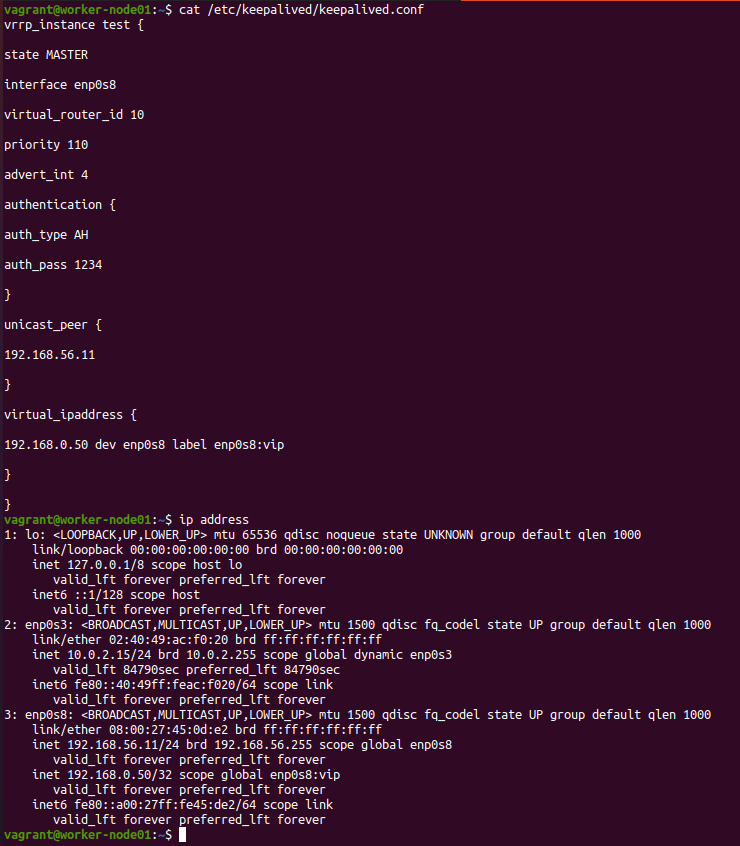 vagrant@worker-node01:~$ cat /etc/keepalived/keepalived.conf
vrrp_instance test {
state MASTER
interface enp0s8
virtual_router_id 10
priority 110
advert_int 4
authentication {
auth_type AH
auth_pass 1234
}
unicast_peer {
192.168.56.11
}
virtual_ipaddress {
192.168.0.50 dev enp0s8 label enp0s8:vip
}
}
vagrant@worker-node01:~$ ip address
1: lo: <LOOPBACK,UP,LOWER_UP> mtu 65536 qdisc noqueue state UNKNOWN group default qlen 1000
    link/loopback 00:00:00:00:00:00 brd 00:00:00:00:00:00
    inet 127.0.0.1/8 scope host lo
       valid_lft forever preferred_lft forever
    inet6 ::1/128 scope host
       valid_lft forever preferred_lft forever
2: enp0s3: <BROADCAST,MULTICAST,UP,LOWER_UP> mtu 1500 qdisc fq_codel state UP group default qlen 1000
    link/ether 02:40:49:ac:f0:20 brd ff:ff:ff:ff:ff:ff
    inet 10.0.2.15/24 brd 10.0.2.255 scope global dynamic enp0s3
       valid_lft 84790sec preferred_lft 84790sec
    inet6 fe80::40:49ff:feac:f020/64 scope link
       valid_lft forever preferred_lft forever
3: enp0s8: <BROADCAST,MULTICAST,UP,LOWER_UP> mtu 1500 qdisc fq_codel state UP group default qlen 1000
    link/ether 08:00:27:45:0d:e2 brd ff:ff:ff:ff:ff:ff
    inet 192.168.56.11/24 brd 192.168.56.255 scope global enp0s8
       valid_lft forever preferred_lft forever
    inet 192.168.0.50/32 scope global enp0s8:vip
       valid_lft forever preferred_lft forever
    inet6 fe80::a00:27ff:fe45:de2/64 scope link
       valid_lft forever preferred_lft forever
vagrant@worker-node01:~$